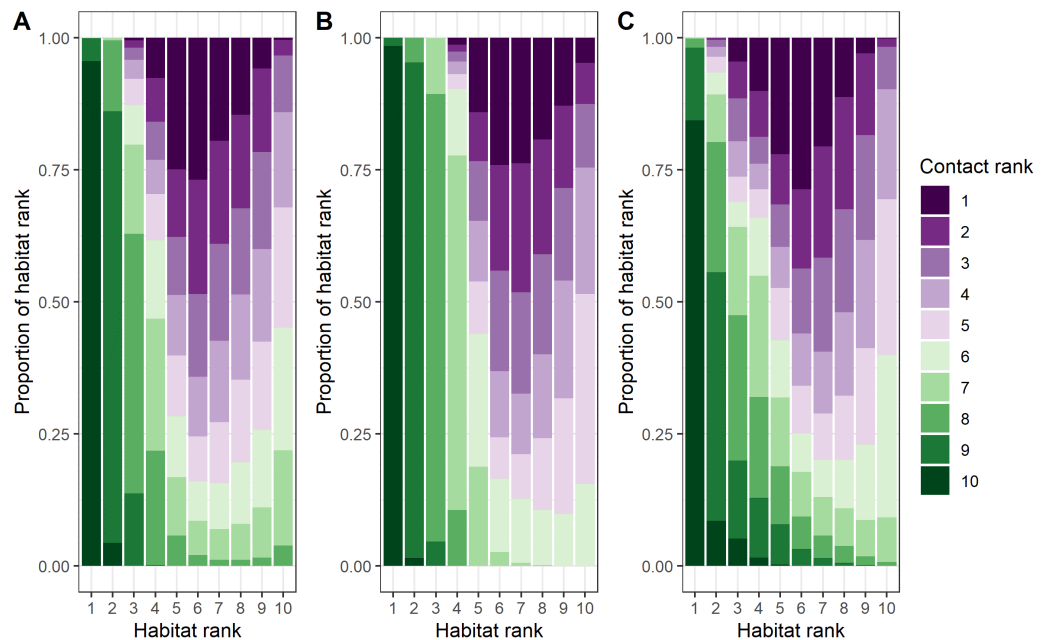 A
B
C
Proportion of habitat rank
1.00
0.75
0.50
0.25
0.00
1 2 3 4 5 6 7 8 9 10
Habitat rank
Proportion of habitat rank
1.00
0.75
0.50
0.25
0.00
1 2 3 4 5 6 7 8 9 10
Habitat rank
Proportion of habitat rank
1.00
0.75
0.50
0.25
0.00
1 2 3 4 5 6 7 8 9 10
Habitat rank
Contact rank
1
2
3
4
5
6
7
8
9
10